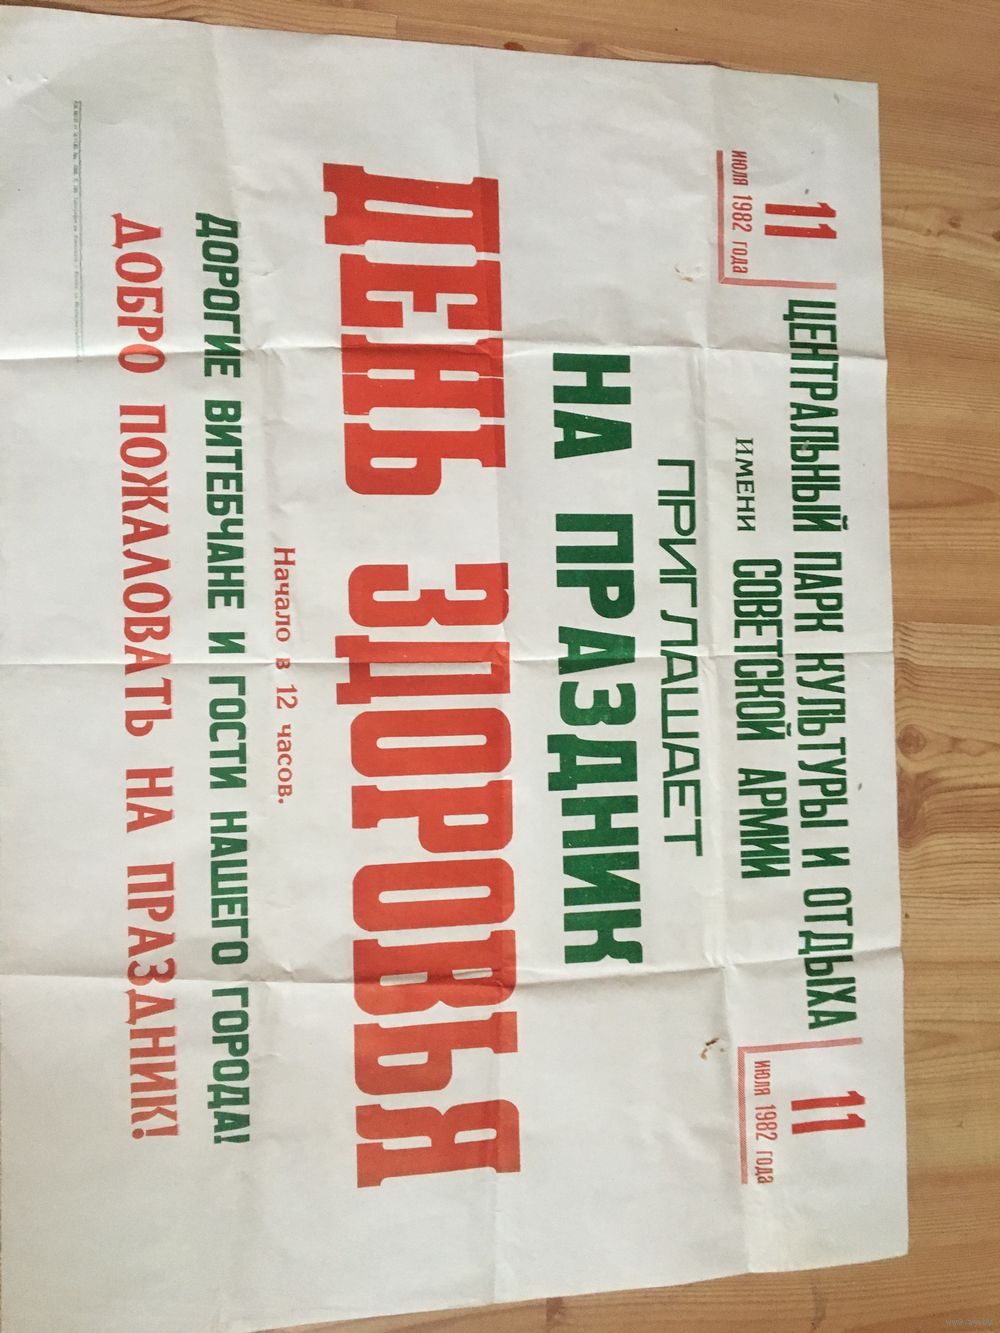 11
ИЮЛЯ 1982 года
ЦЕНТРАЛЬНЫЙ ПАРК КУЛЬТУРЫ И ОТДЫХА
ИМЕНИ СОВЕТСКОЙ АРМИИ
11
ИЮЛЯ 1982 года
ПРИГЛАШАЕТ
НА ПРАЗДНИК
ДЕНЬ ЗДОРОВЬЯ
Начало в 12 часов.
ДОРОГИЕ ВИТЕБЧАНЕ И ГОСТИ НАШЕГО ГОРОДА!
ДОБРО ПОЖАЛОВАТЬ НА ПРАЗДНИК!